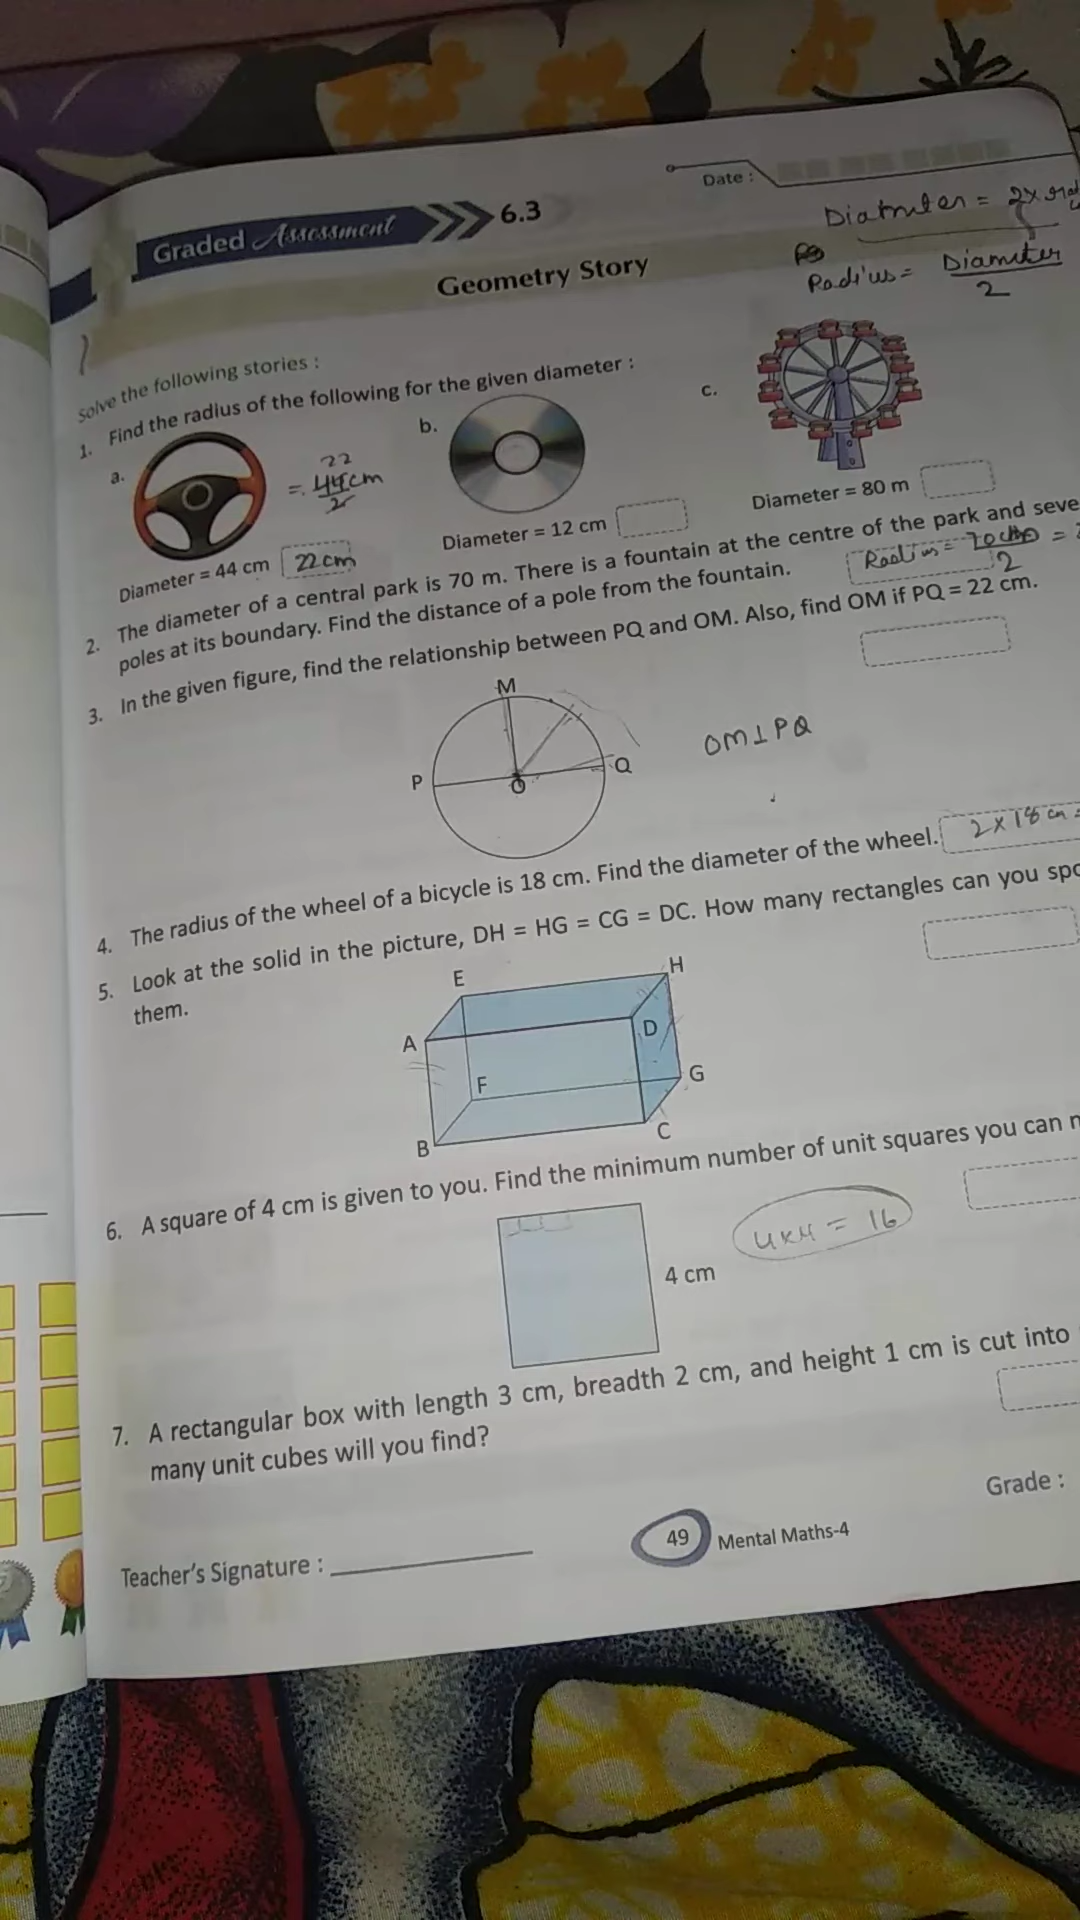 Date :
Graded Assessment 6.3
Diatmeter = 2x
Geometry Story
Radius = Diameter
2
Solve the following stories :
1. Find the radius of the following for the given diameter :
a.
b.
c.
22
= 44cm
2
Diameter = 44 cm 22cm
Diameter = 12 cm
Diameter = 80 m
2. The diameter of a central park is 70 m. There is a fountain at the centre of the park and seve
poles at its boundary. Find the distance of a pole from the fountain.
Radius = 70 =
2
3. In the given figure, find the relationship between PQ and OM. Also, find OM if PQ = 22 cm.
M
P
O
Q
OM⊥PQ
4. The radius of the wheel of a bicycle is 18 cm. Find the diameter of the wheel. 2×18 cm =
5. Look at the solid in the picture, DH = HG = CG = DC. How many rectangles can you spo
them.
E
H
A
D
F
G
B
C
6. A square of 4 cm is given to you. Find the minimum number of unit squares you can
4×4 = 16
4 cm
7. A rectangular box with length 3 cm, breadth 2 cm, and height 1 cm is cut into
many unit cubes will you find?
Grade :
Teacher's Signature :
49 Mental Maths-4